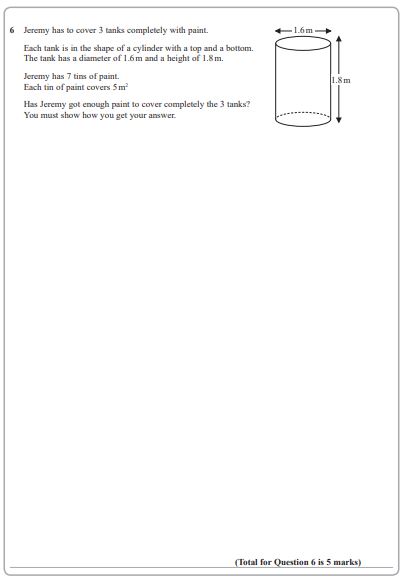 6 Jeremy has to cover 3 tanks completely with paint.
Each tank is in the shape of a cylinder with a top and a bottom.
The tank has a diameter of 1.6 m and a height of 1.8 m.
Jeremy has 7 tins of paint.
Each tin of paint covers 5 m²
Has Jeremy got enough paint to cover completely the 3 tanks?
You must show how you get your answer.
1.6 m
1.8 m
(Total for Question 6 is 5 marks)